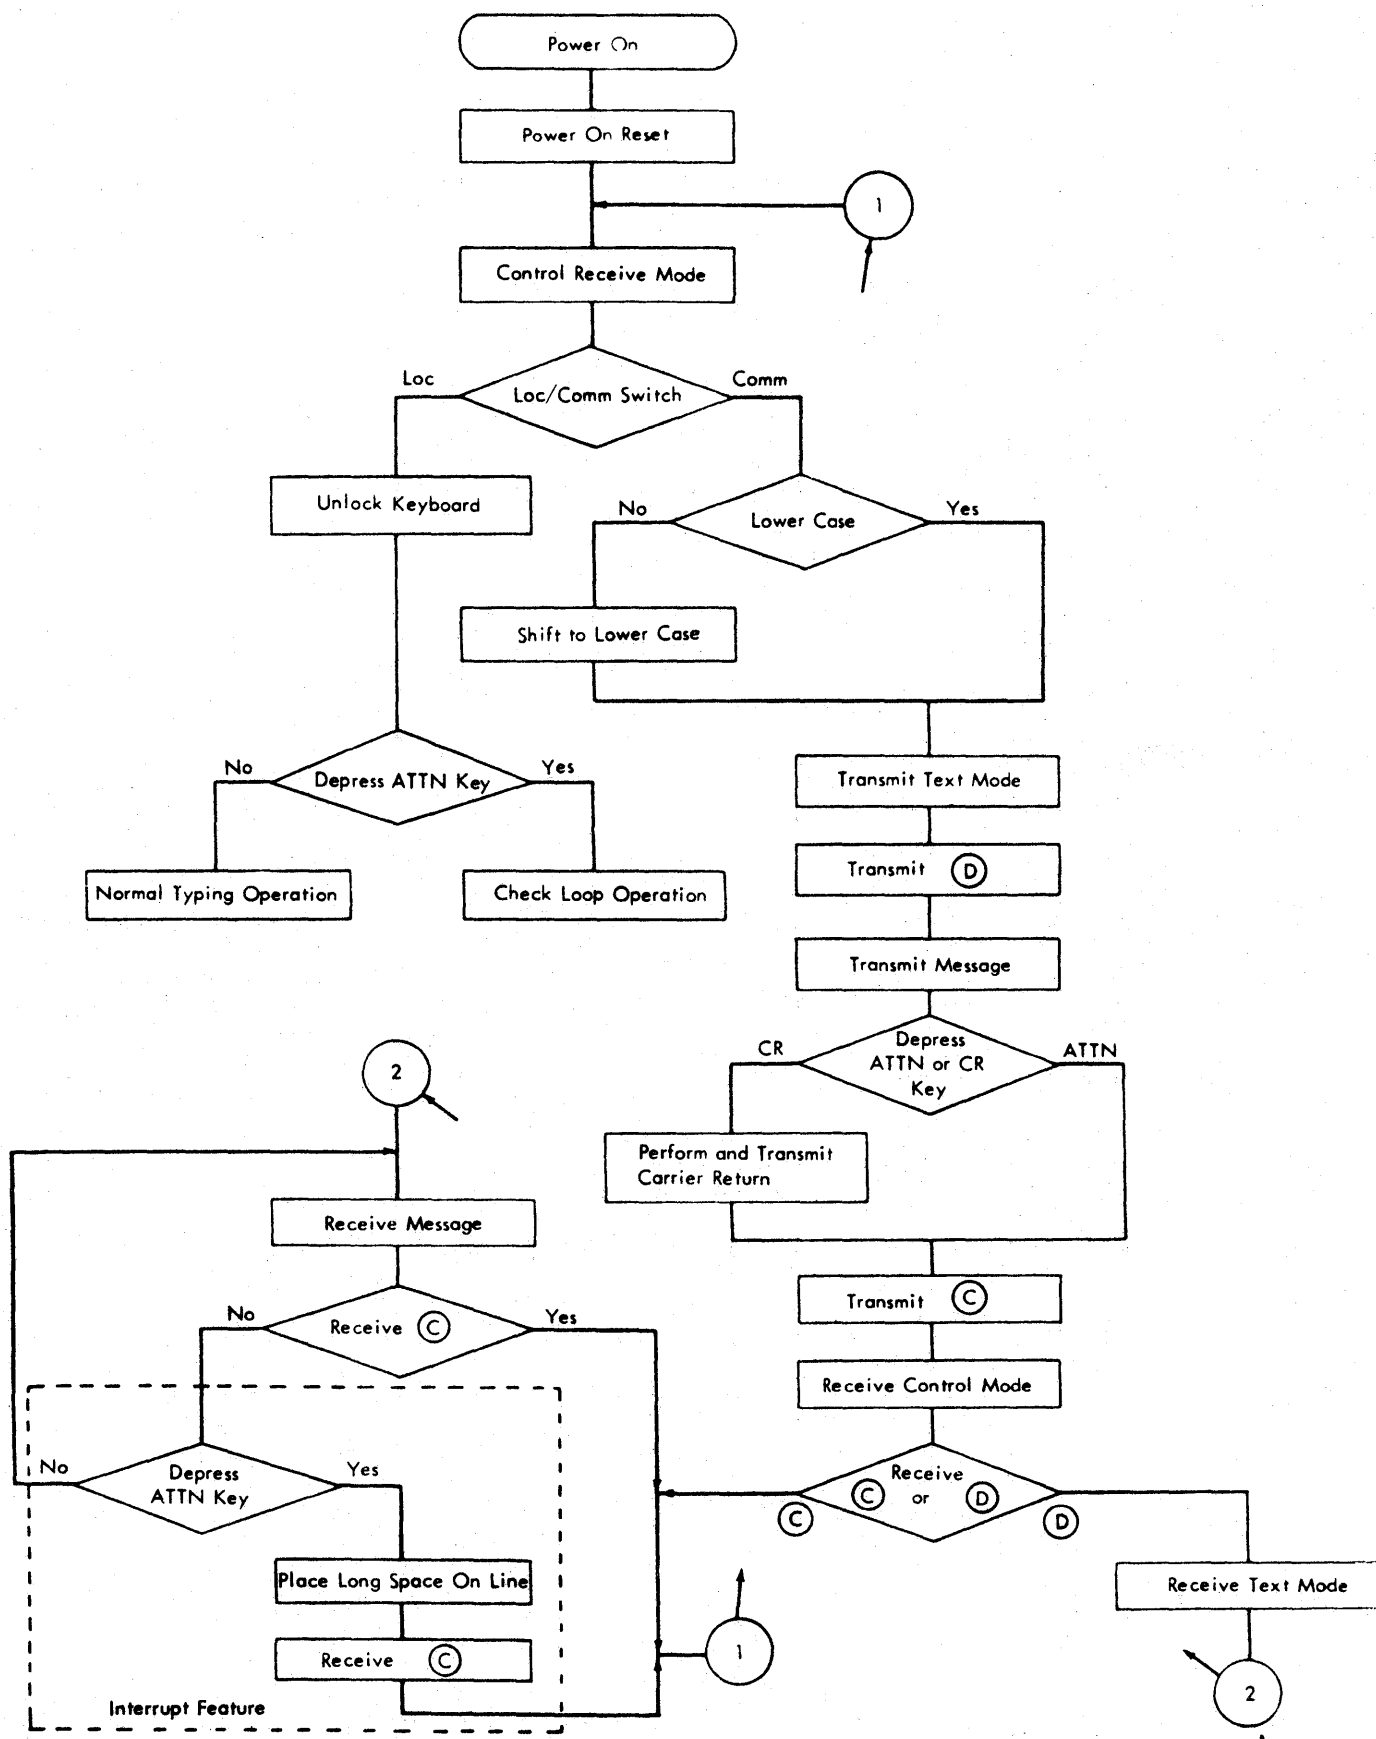 Power On
Power On Reset
1
Control Receive Mode
Loc
Loc/Comm Switch
Comm
Unlock Keyboard
No
Lower Case
Yes
Shift to Lower Case
No
Depress ATTN Key
Yes
Transmit Text Mode
Normal Typing Operation
Check Loop Operation
Transmit Ⓓ
Transmit Message
2
CR
Depress
ATTN or CR
Key
ATTN
Perform and Transmit
Carrier Return
Receive Message
Transmit Ⓒ
No
Receive Ⓒ
Yes
Receive Control Mode
No
Depress
ATTN Key
Yes
Receive
Ⓒ or Ⓓ
Ⓒ
Ⓓ
Place Long Space On Line
Receive Text Mode
Receive Ⓒ
1
2
Interrupt Feature